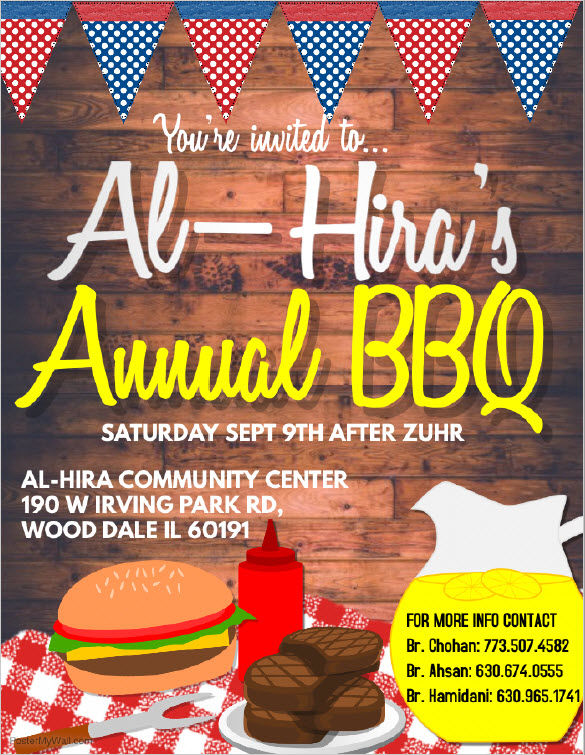 You're invited to...
Al-Hira's
Annual BBQ
SATURDAY SEPT 9TH AFTER ZUHR
AL-HIRA COMMUNITY CENTER
190 W IRVING PARK RD,
WOOD DALE IL 60191
FOR MORE INFO CONTACT
Br. Chohan: 773.507.4582
Br. Ahsan: 630.674.0555
Br. Hamidani: 630.965.1741
PosterMyWall.com